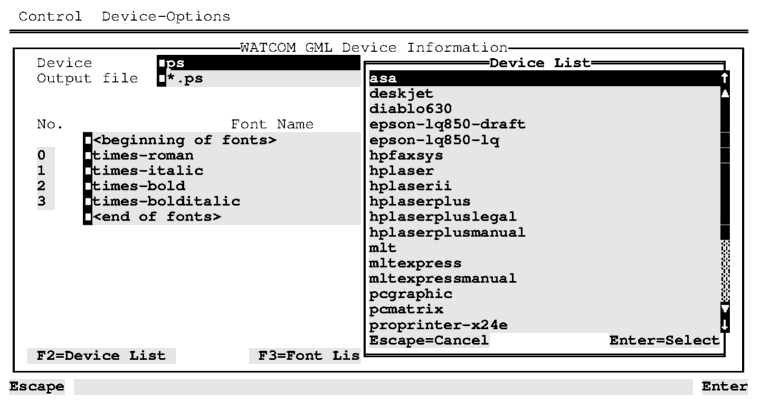 Control Device-Options
WATCOM GML Device Information
Device ps
Output file *.ps
No. Font Name
<beginning of fonts>
0 times-roman
1 times-italic
2 times-bold
3 times-bolditalic
<end of fonts>
F2=Device List F3=Font Lis
Device List
asa
deskjet
diablo630
epson-lq850-draft
epson-lq850-lq
hpfaxsys
hplaser
hplaserii
hplaserplus
hplaserpluslegal
hplaserplusmanual
mlt
mltexpress
mltexpressmanual
pcgraphic
pcmatrix
proprinter-x24e
Escape=Cancel Enter=Select
Escape Enter